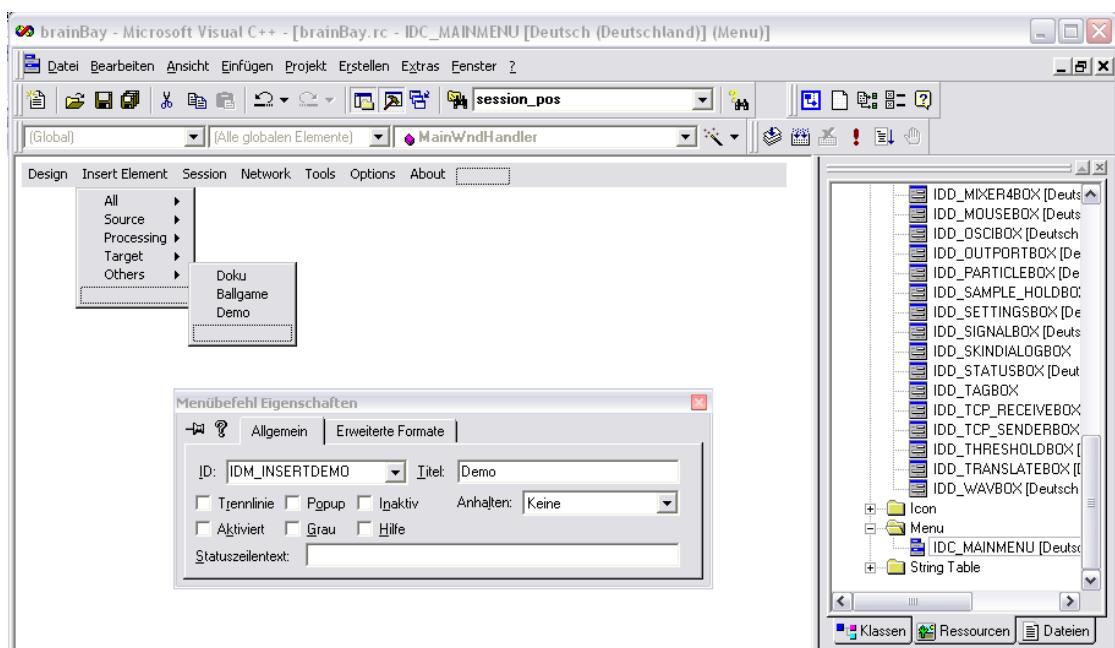 brainBay - Microsoft Visual C++ - [brainBay.rc - IDC_MAINMENU [Deutsch (Deutschland)] (Menu)]
Datei Bearbeiten Ansicht Einfügen Projekt Erstellen Extras Fenster ?
session_pos
(Global) (Alle globalen Elemente) MainWndHandler
Design Insert Element Session Network Tools Options About
All
Source
Processing
Target
Others
Doku
Ballgame
Demo
Menübefehl Eigenschaften
Allgemein Erweiterte Formate
ID: IDM_INSERTDEMO Titel: Demo
Trennlinie Popup Inaktiv Anhalten: Keine
Aktiviert Grau Hilfe
Statuszeilentext:
IDD_MIXER4BOX [Deuts
IDD_MOUSEBOX [Deuts
IDD_OSCIBOX [Deutsch
IDD_OUTPORTBOX [De
IDD_PARTICLEBOX [De
IDD_SAMPLE_HOLDBO
IDD_SETTINGSBOX [De
IDD_SIGNALBOX [Deuts
IDD_SKINDIALOGBOX
IDD_STATUSBOX [Deut
IDD_TAGBOX
IDD_TCP_RECEIVEBOX
IDD_TCP_SENDERBOX
IDD_THRESHOLDBOX [
IDD_TRANSLATEBOX [
IDD_WAVBOX [Deutsch
Icon
Menu
IDC_MAINMENU [Deutsc
String Table
Klassen Ressourcen Dateien